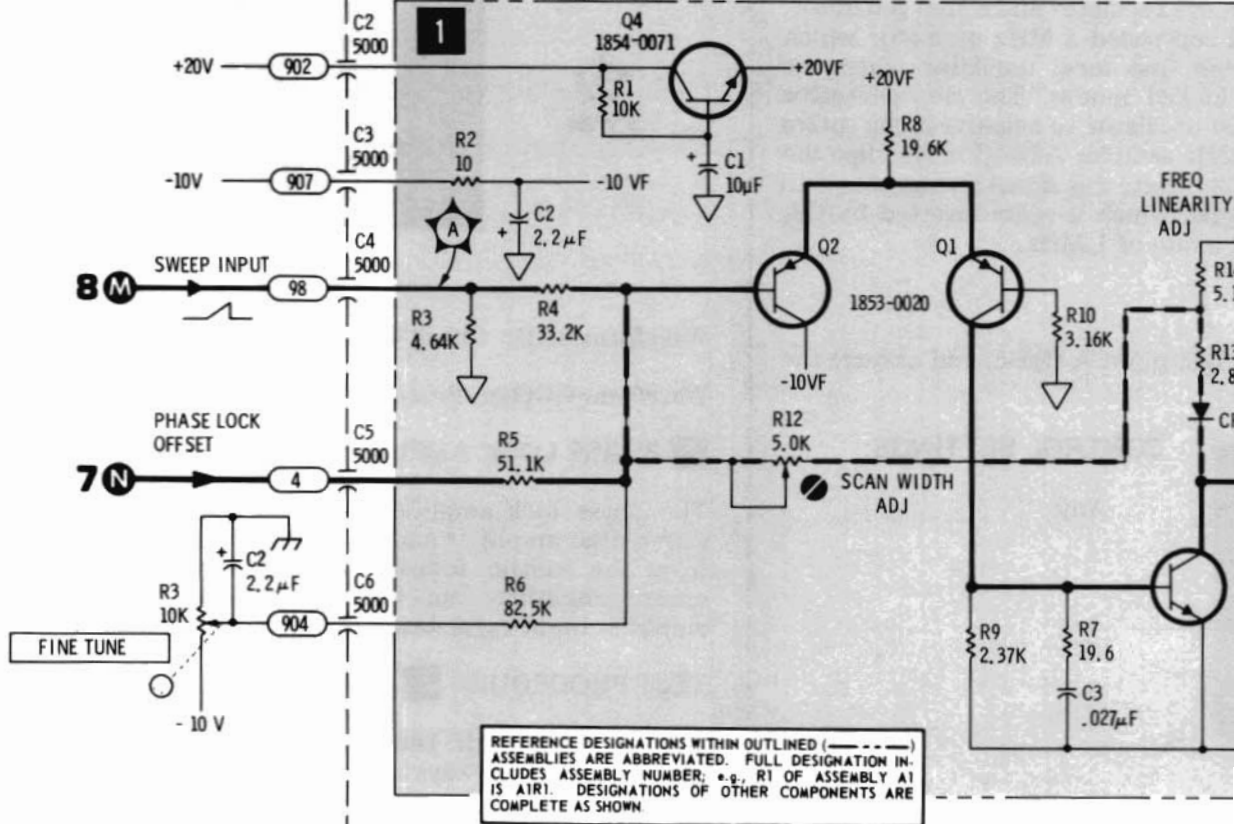 C2
5000
1
Q4
1854-0071
+20V
902
+20VF
+20VF
R1
10K
R8
19.6K
C3
5000
R2
10
C1
10µF
-10V
907
-10 VF
FREQ
LINEARITY
ADJ
A
C2
2.2µF
C4
5000
Q2
Q1
8 M
SWEEP INPUT
98
R4
33.2K
1853-0020
R3
4.64K
R10
3.16K
-10VF
PHASE LOCK
OFFSET
C5
5000
R12
5.0K
R5
51.1K
7 N
4
SCAN WIDTH
ADJ
C2
2.2µF
C6
5000
R3
10K
R6
82.5K
904
FINE TUNE
R9
2.37K
R7
19.6
C3
.027µF
- 10 V
REFERENCE DESIGNATIONS WITHIN OUTLINED (—— - - ——)
ASSEMBLIES ARE ABBREVIATED. FULL DESIGNATION IN-
CLUDES ASSEMBLY NUMBER; e.g., R1 OF ASSEMBLY A1
IS A1R1. DESIGNATIONS OF OTHER COMPONENTS ARE
COMPLETE AS SHOWN.